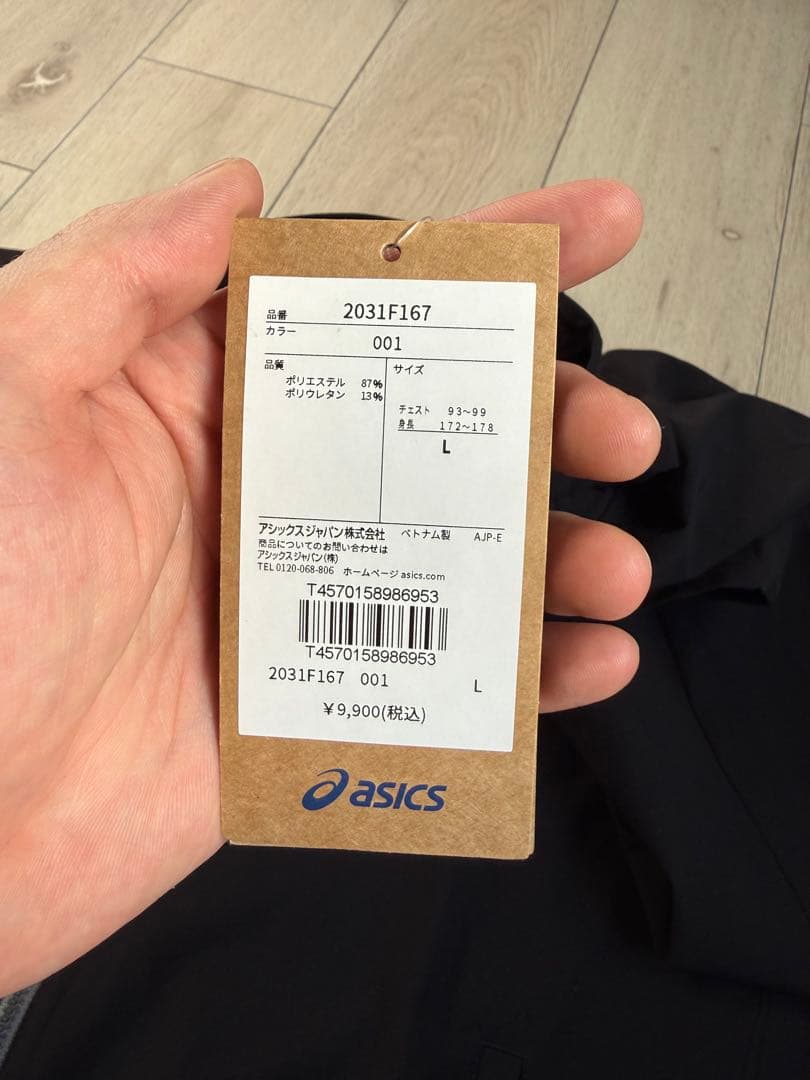 品番 2031F167
カラー
001
品質
ポリエステル 87%
ポリウレタン 13%
サイズ
チェスト 93~99
身長 172~178
L
アシックスジャパン株式会社 ベトナム製 AJP-E
商品についてのお問い合わせは
アシックスジャパン(株)
TEL 0120-068-806 ホームページ asics.com
T4570158986953
T4570158986953
2031F167 001 L
¥9,900(税込)
asics